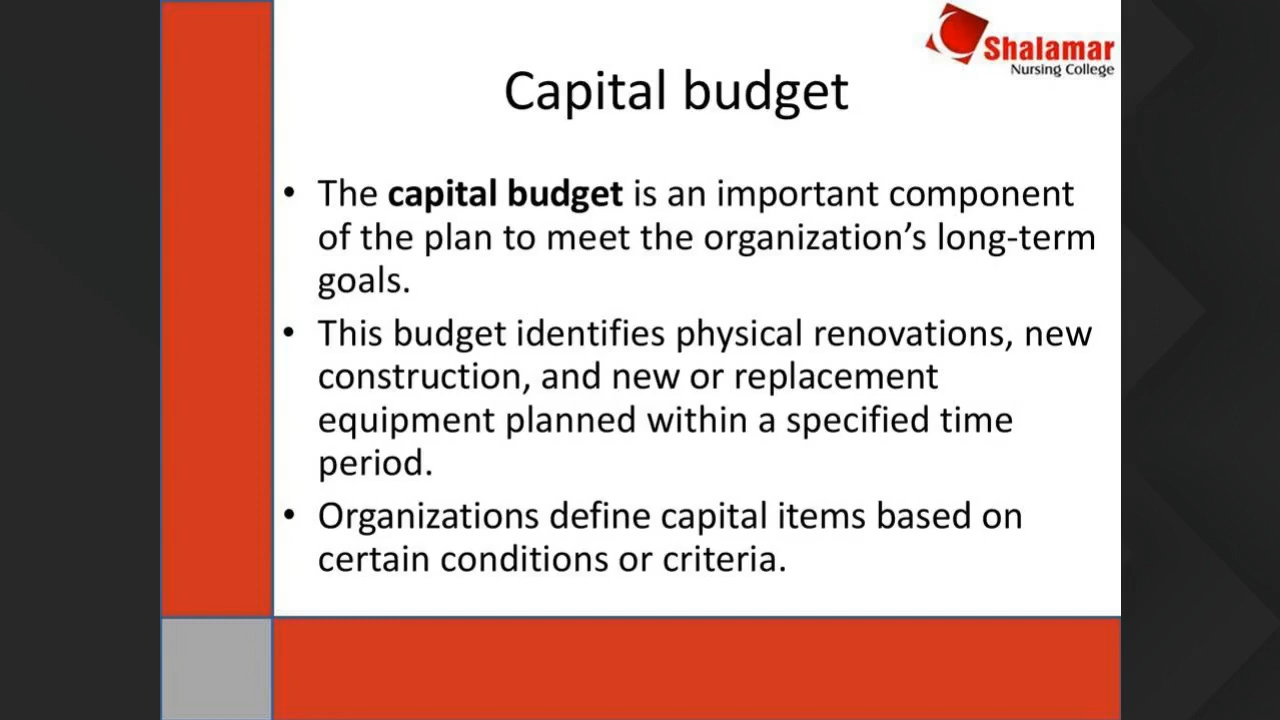 Shalamar
Nursing College
Capital budget
• The capital budget is an important component
of the plan to meet the organization’s long-term
goals.
• This budget identifies physical renovations, new
construction, and new or replacement
equipment planned within a specified time
period.
• Organizations define capital items based on
certain conditions or criteria.